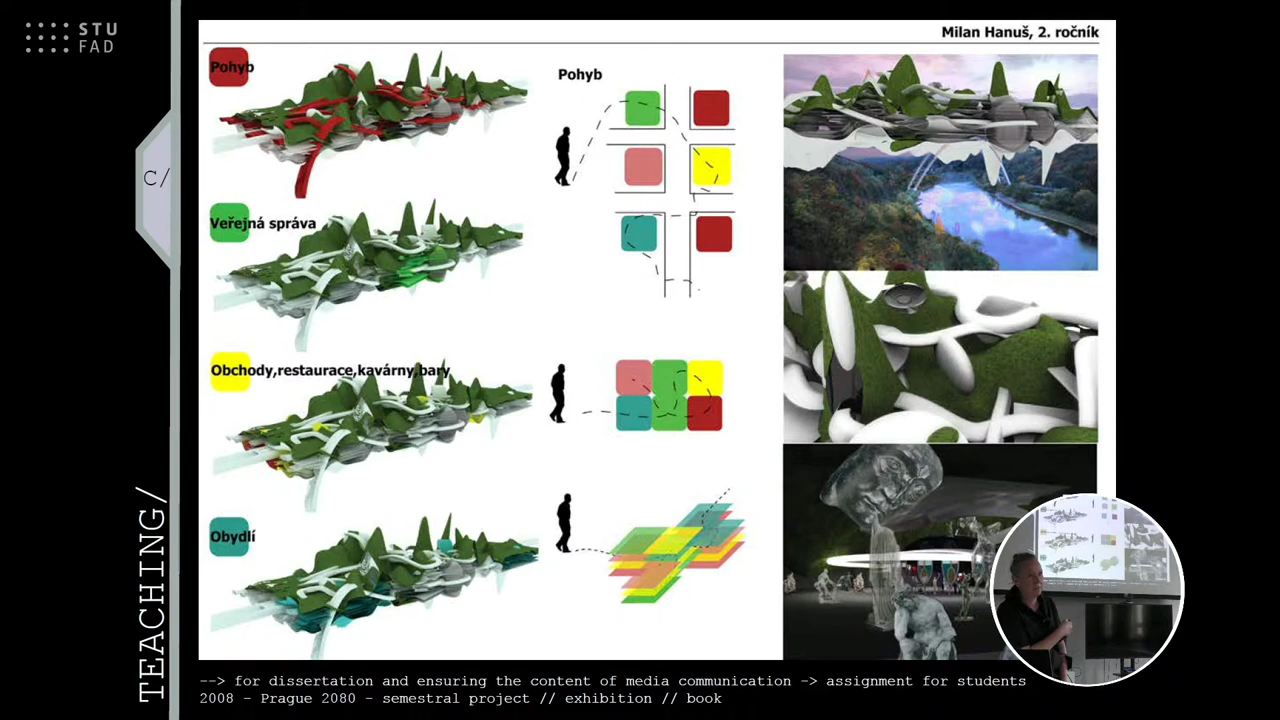 STU
FAD
Milan Hanuš, 2. ročník
Pohyb
Pohyb
Veřejná správa
Obchody,restaurace,kavárny,bary
Obydlí
C/
TEACHING/
--> for dissertation and ensuring the content of media communication -> assignment for students
2008 - Prague 2080 - semestral project // exhibition // book